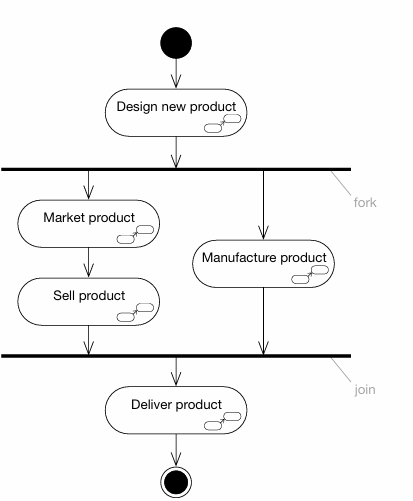 Design new product
fork
Market product
Manufacture product
Sell product
join
Deliver product